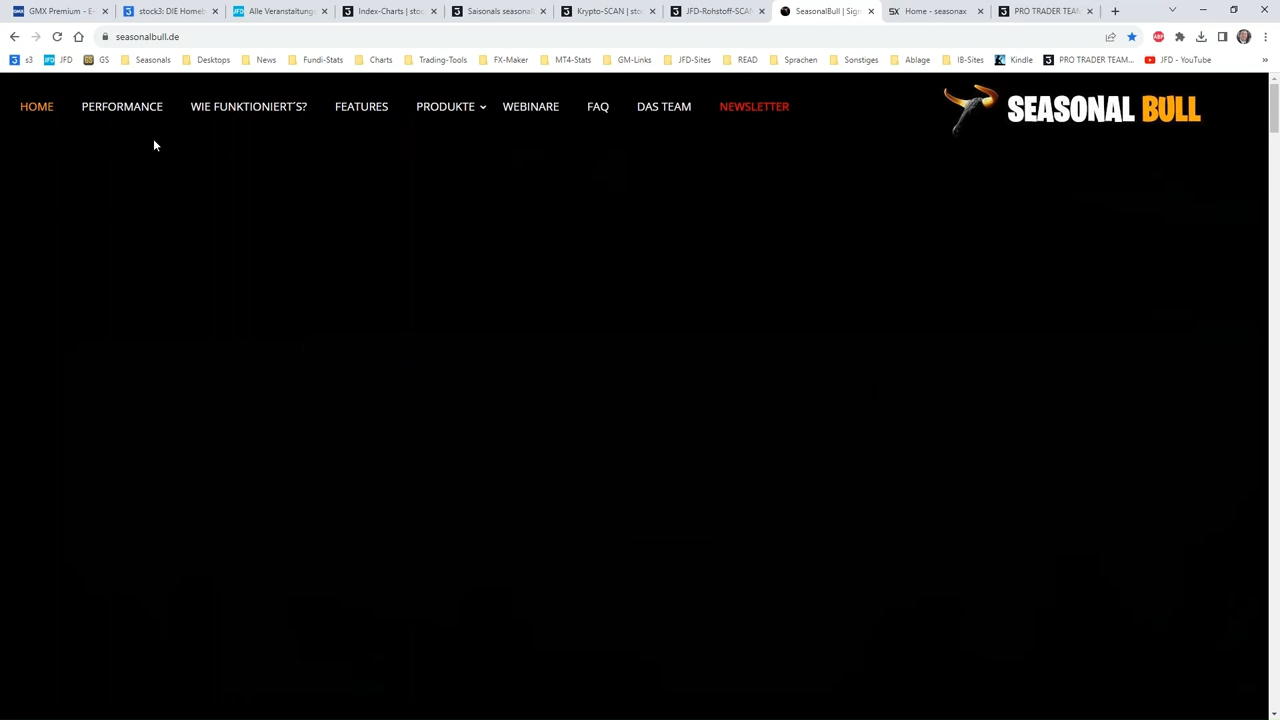 GMX Premium - E- stock3: DIE Homeb Alle Veranstaltung Index-Charts | stoc Saisonals seasonal Krypto-SCAN | sto JFD-Rohstoff-SCAN SeasonalBull | Sign Home - seasonax PRO TRADER TEAM
seasonalbull.de
s3 JFD GS Seasonals Desktops News Fundi-Stats Charts Trading-Tools FX-Maker MT4-Stats GM-Links JFD-Sites READ Sprachen Sonstiges Ablage IB-Sites Kindle PRO TRADER TEAM... JFD - YouTube »
HOME PERFORMANCE WIE FUNKTIONIERT´S? FEATURES PRODUKTE WEBINARE FAQ DAS TEAM NEWSLETTER SEASONAL BULL